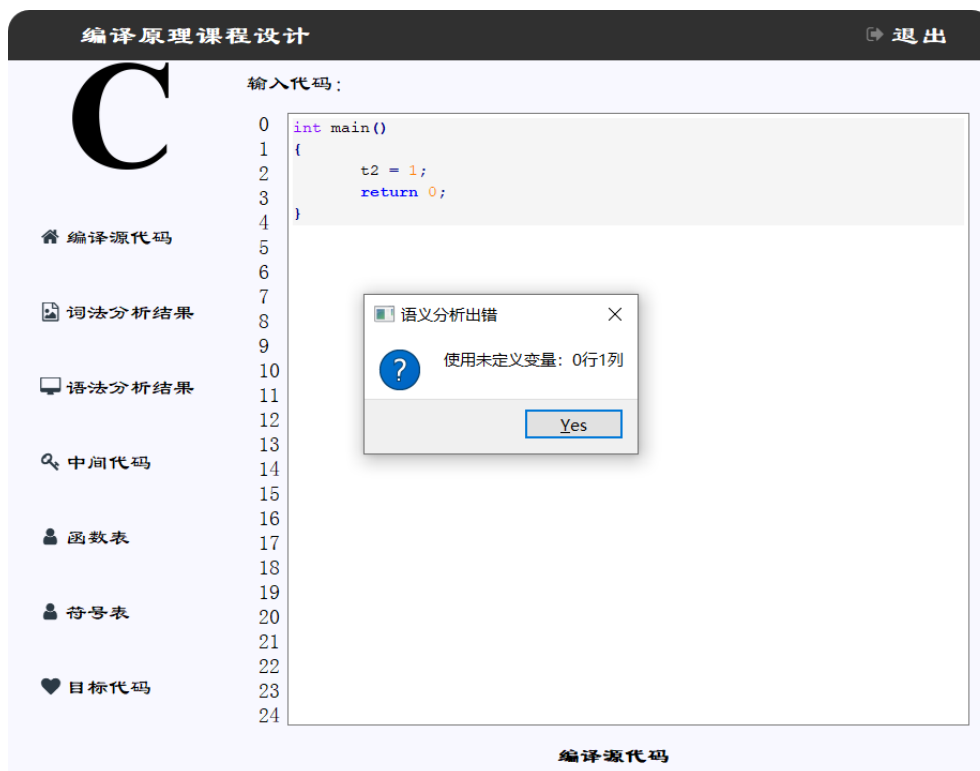 编译原理课程设计
退出
C
输入代码：
编译源代码
词法分析结果
语法分析结果
中间代码
函数表
符号表
目标代码
0 int main()
1 {
2 t2 = 1;
3 return 0;
4 }
5
6
7
8
9
10
11
12
13
14
15
16
17
18
19
20
21
22
23
24
语义分析出错
使用未定义变量：0行1列
Yes
编译源代码